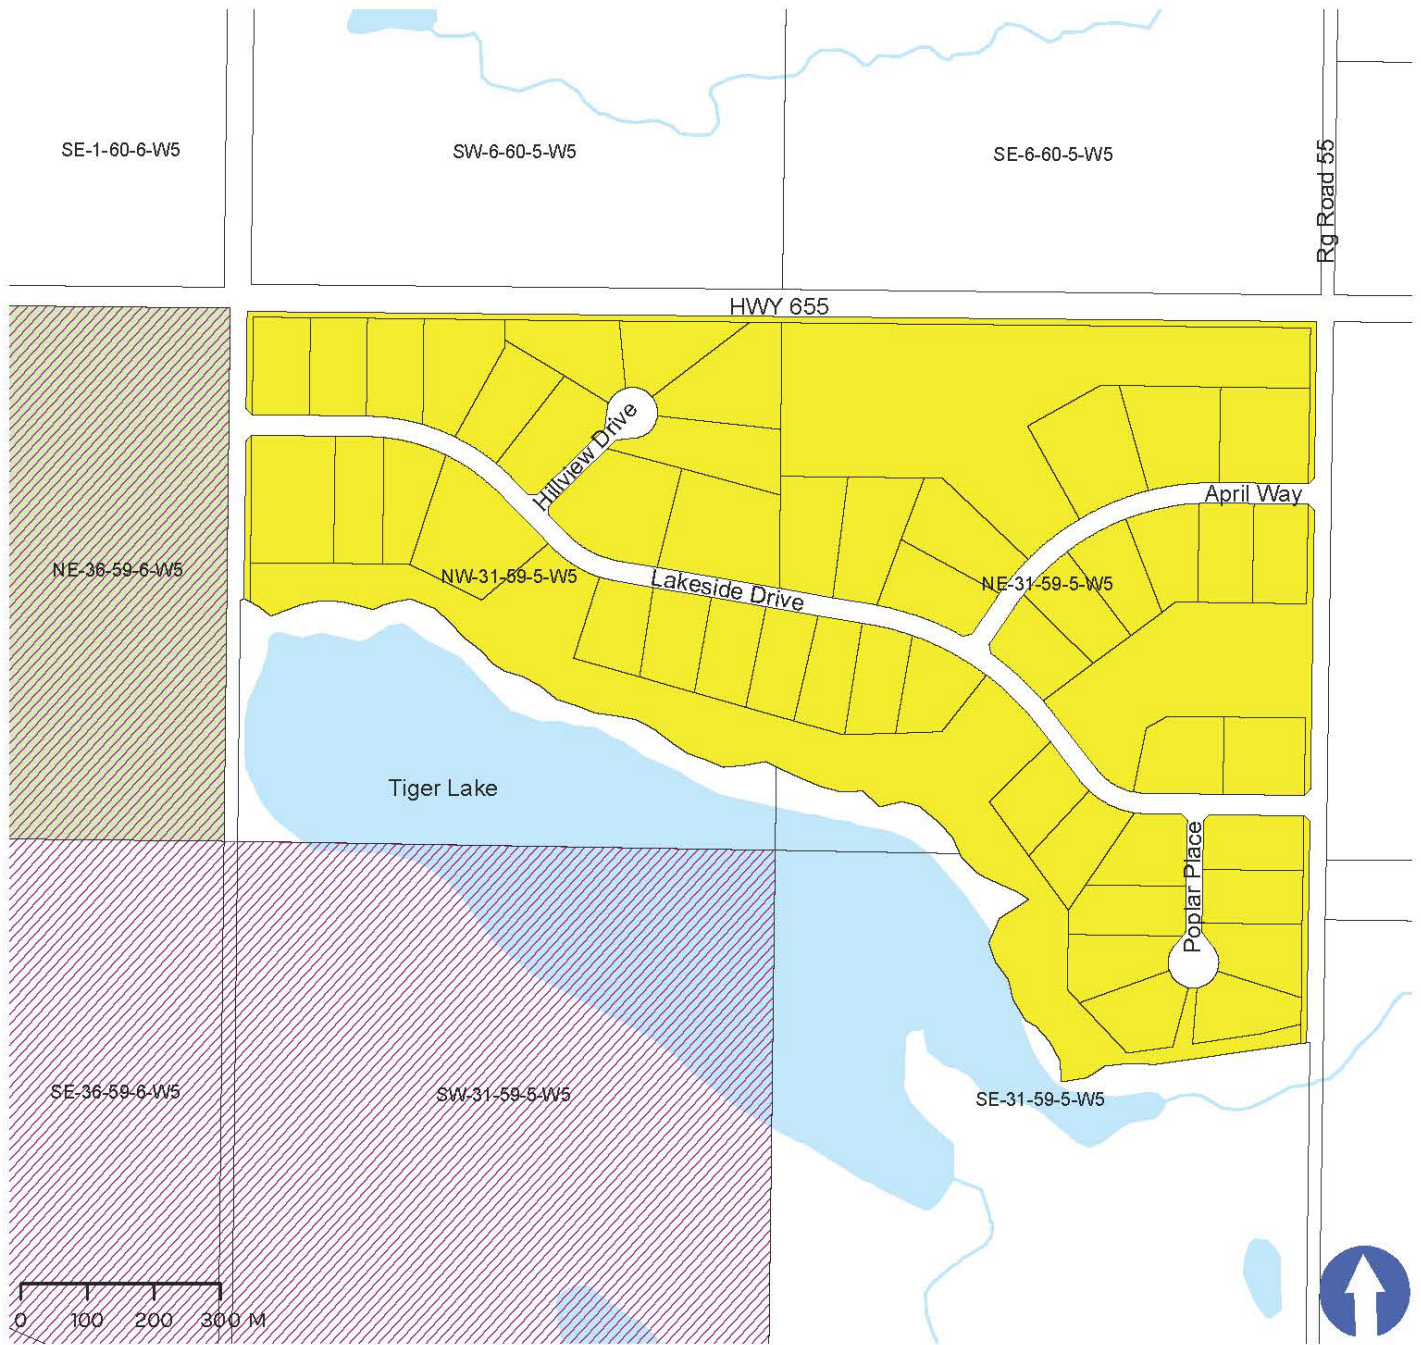 SE-1-60-6-W5
SW-6-60-5-W5
SE-6-60-5-W5
Rg Road 55
HWY 655
Hillview Drive
April Way
NE-36-59-6-W5
NW-31-59-5-W5
Lakeside Drive
NE-31-59-5-W5
Tiger Lake
Poplar Place
SE-36-59-6-W5
SW-31-59-5-W5
SE-31-59-5-W5
0 100 200 300 M